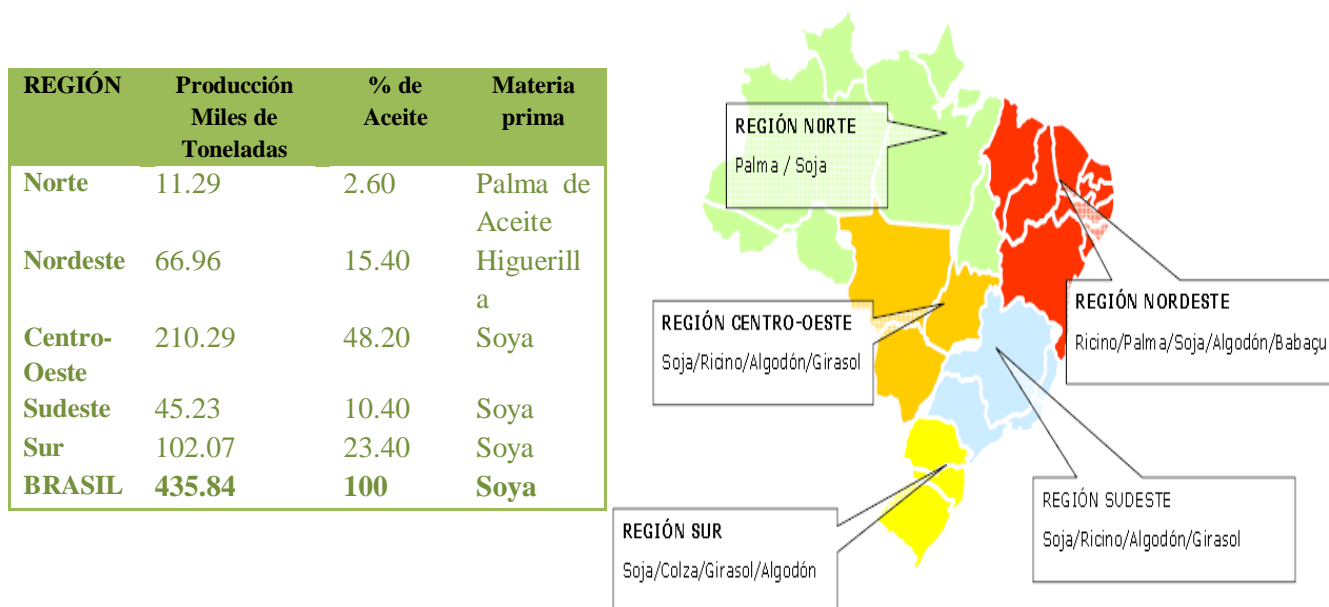 REGIÓN Producción Miles de Toneladas % de Aceite Materia prima
Norte 11.29 2.60 Palma de Aceite
Nordeste 66.96 15.40 Higuerill a
Centro-Oeste 210.29 48.20 Soya
Sudeste 45.23 10.40 Soya
Sur 102.07 23.40 Soya
BRASIL 435.84 100 Soya
REGIÓN NORTE
Palma / Soja
REGIÓN CENTRO-OESTE
Soja/Ricino/Algodón/Girasol
REGIÓN NORDESTE
Ricino/Palma/Soja/Algodón/Babaçu
REGIÓN SUR
Soja/Colza/Girasol/Algodón
REGIÓN SUDESTE
Soja/Ricino/Algodón/Girasol